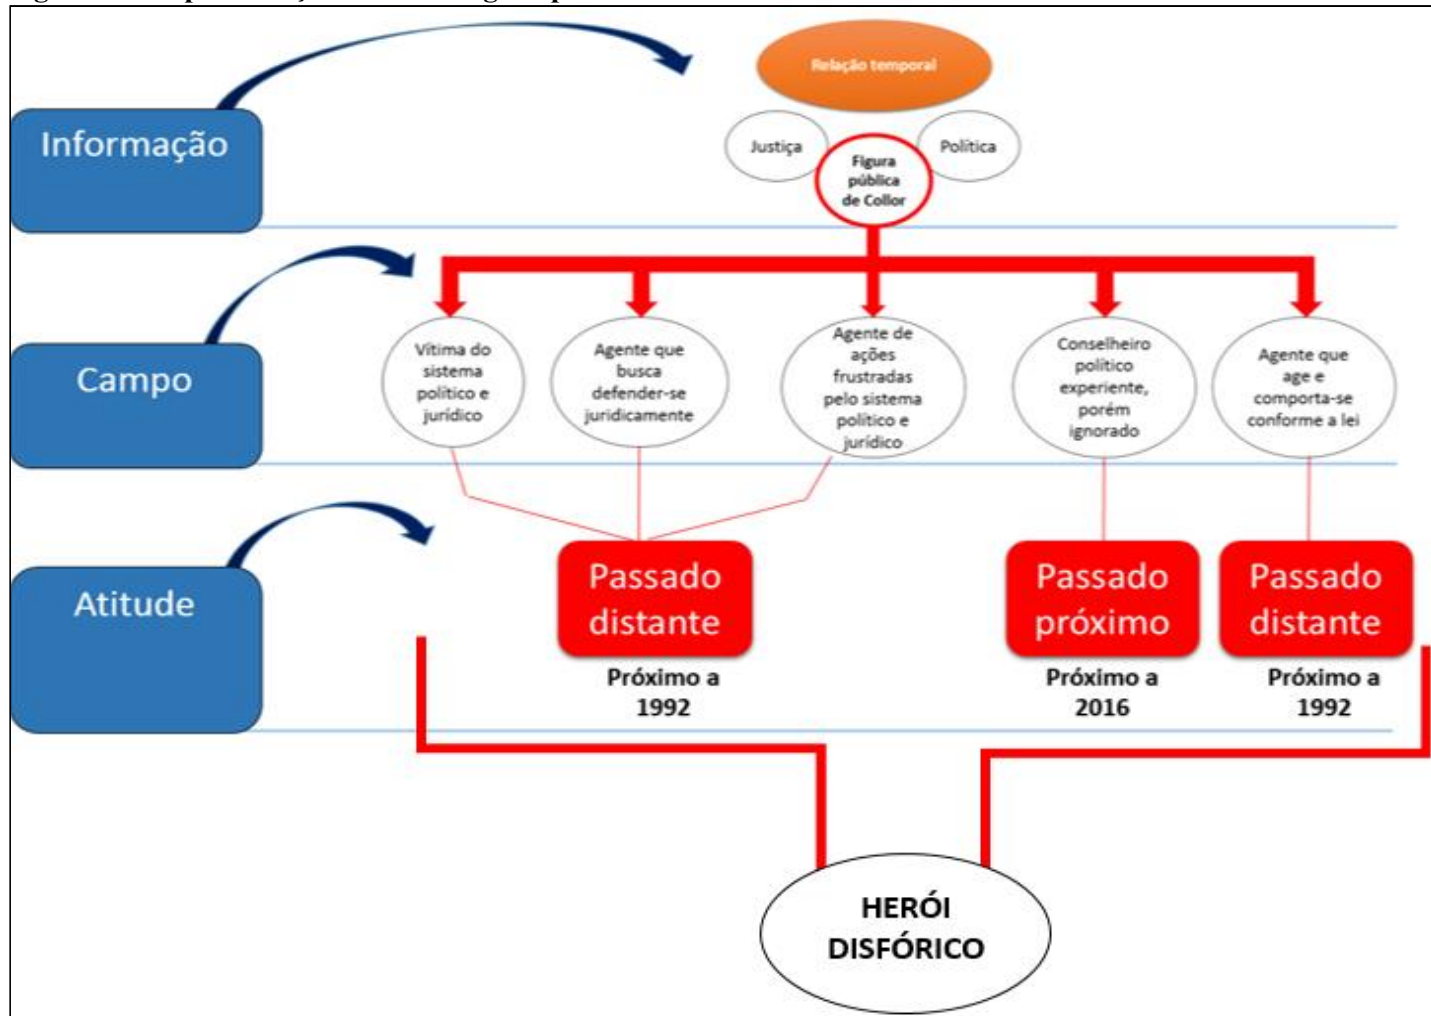 Relação temporal
Informação
Justiça
Política
Figura
pública
de Collor
Campo
Vítima do
sistema
político e
jurídico
Agente que
busca
defender-se
juridicamente
Agente de
ações
frustradas
pelo sistema
político e
jurídico
Conselheiro
político
experiente,
porém
ignorado
Agente que
age e
comporta-se
conforme a lei
Atitude
Passado
distante
Próximo a
1992
Passado
próximo
Próximo a
2016
Passado
distante
Próximo a
1992
HERÓI
DISFÓRICO